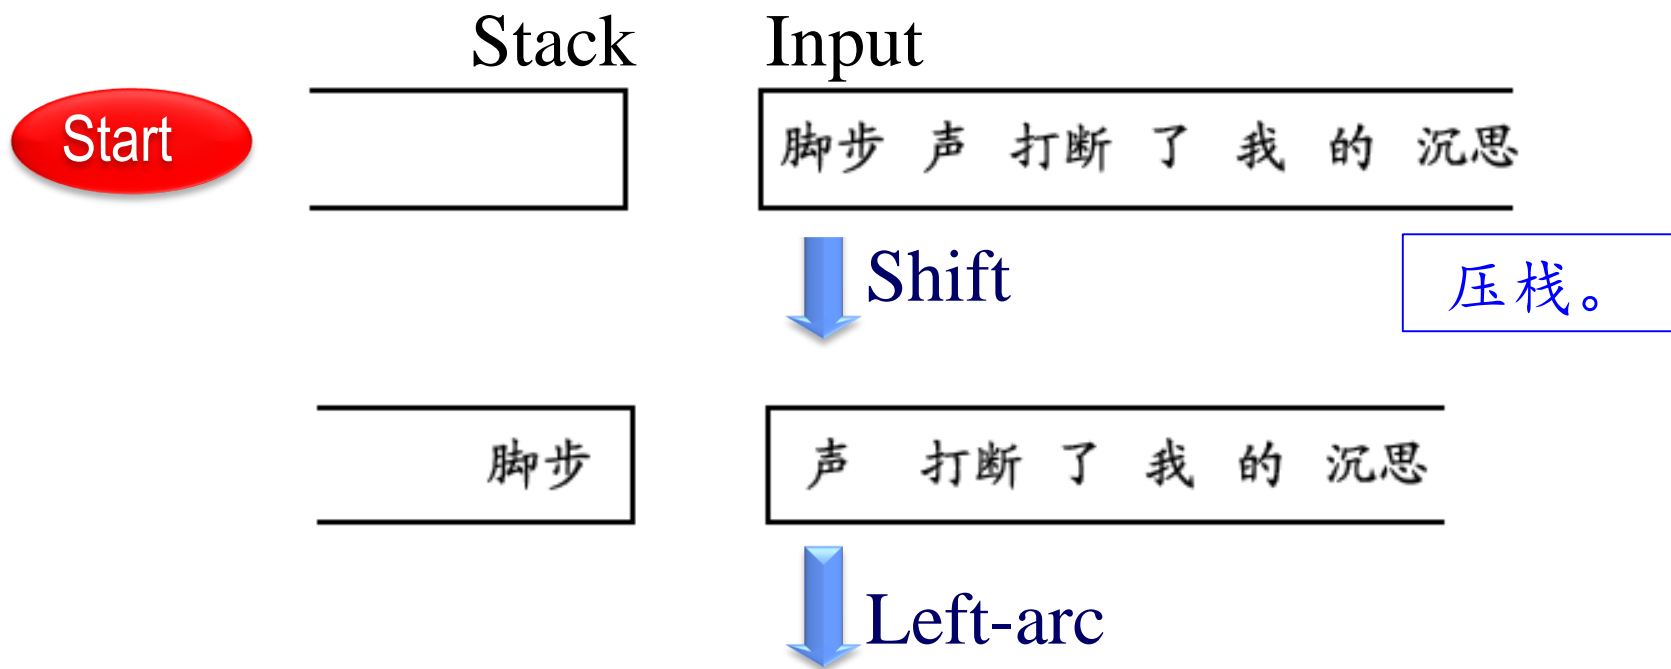 Stack Input
Start
脚步 声 打断 了 我 的 沉思
Shift
压栈。
脚步
声 打断 了 我 的 沉思
Left-arc